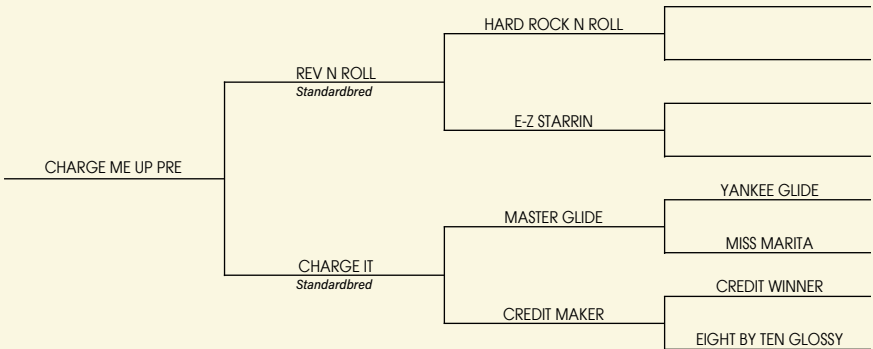 HARD ROCK N ROLL
REV N ROLL
Standardbred
E-Z STARRIN
CHARGE ME UP PRE
YANKEE GLIDE
MASTER GLIDE
MISS MARITA
CHARGE IT
Standardbred
CREDIT WINNER
CREDIT MAKER
EIGHT BY TEN GLOSSY